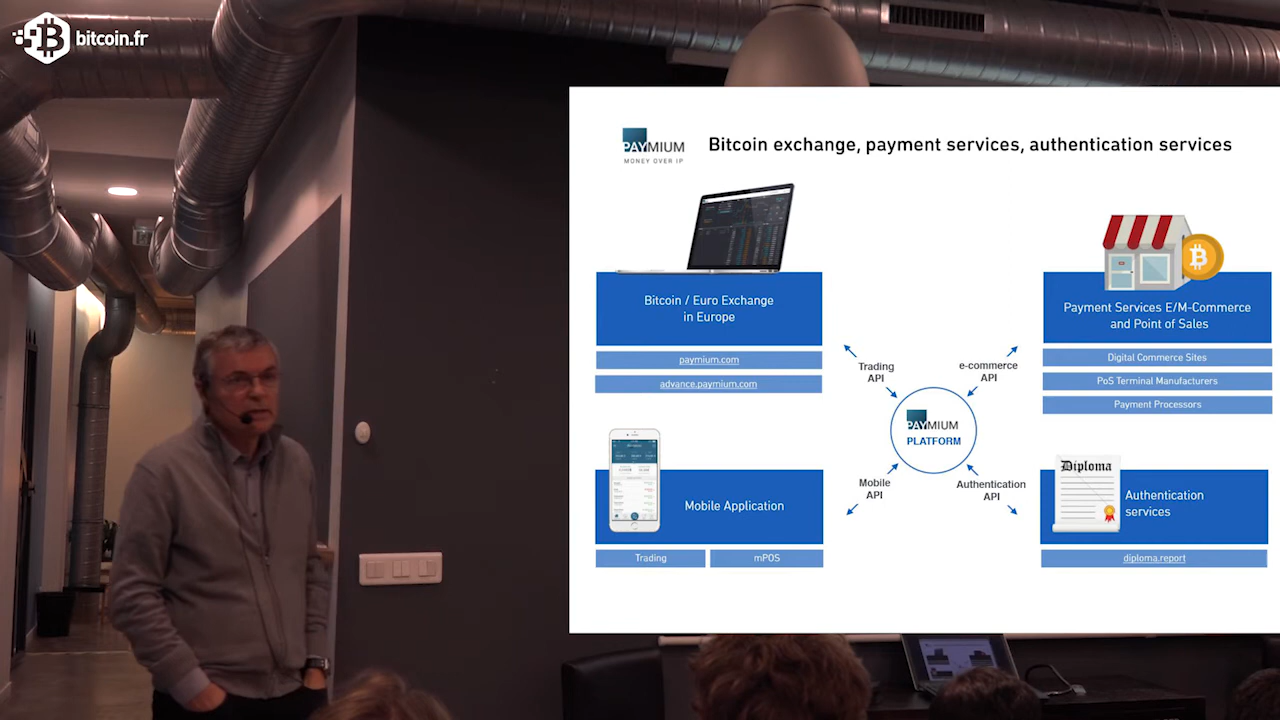 bitcoin.fr
PAYMIUM
MONEY OVER IP
Bitcoin exchange, payment services, authentication services
Bitcoin / Euro Exchange
in Europe
paymium.com
advance.paymium.com
Payment Services E/M-Commerce
and Point of Sales
Digital Commerce Sites
PoS Terminal Manufacturers
Payment Processors
Trading
API
e-commerce
API
PAYMIUM
PLATFORM
Mobile
API
Authentication
API
Mobile Application
Trading
mPOS
Diploma
Authentication
services
diploma.report